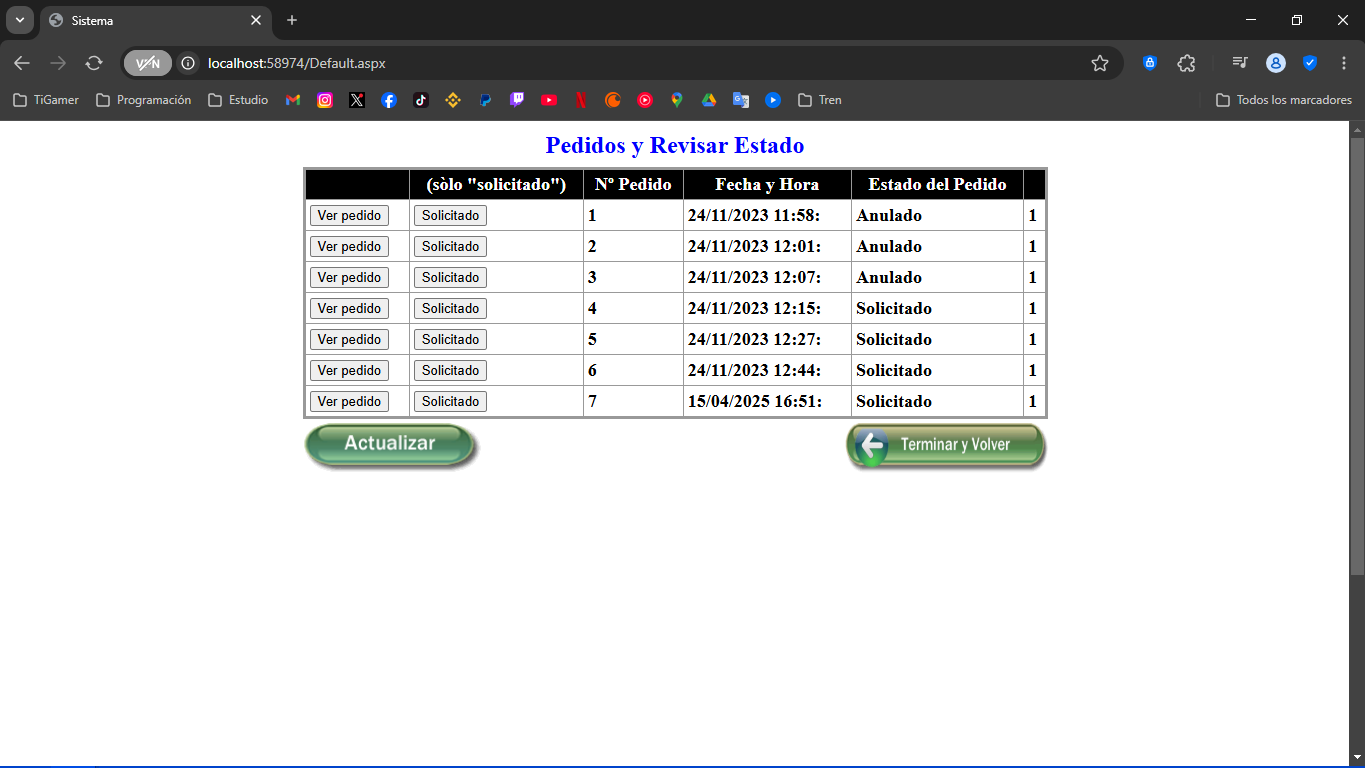 Sistema
localhost:58974/Default.aspx
TiGamer Programación Estudio Tren Todos los marcadores
Pedidos y Revisar Estado
(sòlo "solicitado") Nº Pedido Fecha y Hora Estado del Pedido
Ver pedido Solicitado 1 24/11/2023 11:58: Anulado 1
Ver pedido Solicitado 2 24/11/2023 12:01: Anulado 1
Ver pedido Solicitado 3 24/11/2023 12:07: Anulado 1
Ver pedido Solicitado 4 24/11/2023 12:15: Solicitado 1
Ver pedido Solicitado 5 24/11/2023 12:27: Solicitado 1
Ver pedido Solicitado 6 24/11/2023 12:44: Solicitado 1
Ver pedido Solicitado 7 15/04/2025 16:51: Solicitado 1
Actualizar Terminar y Volver